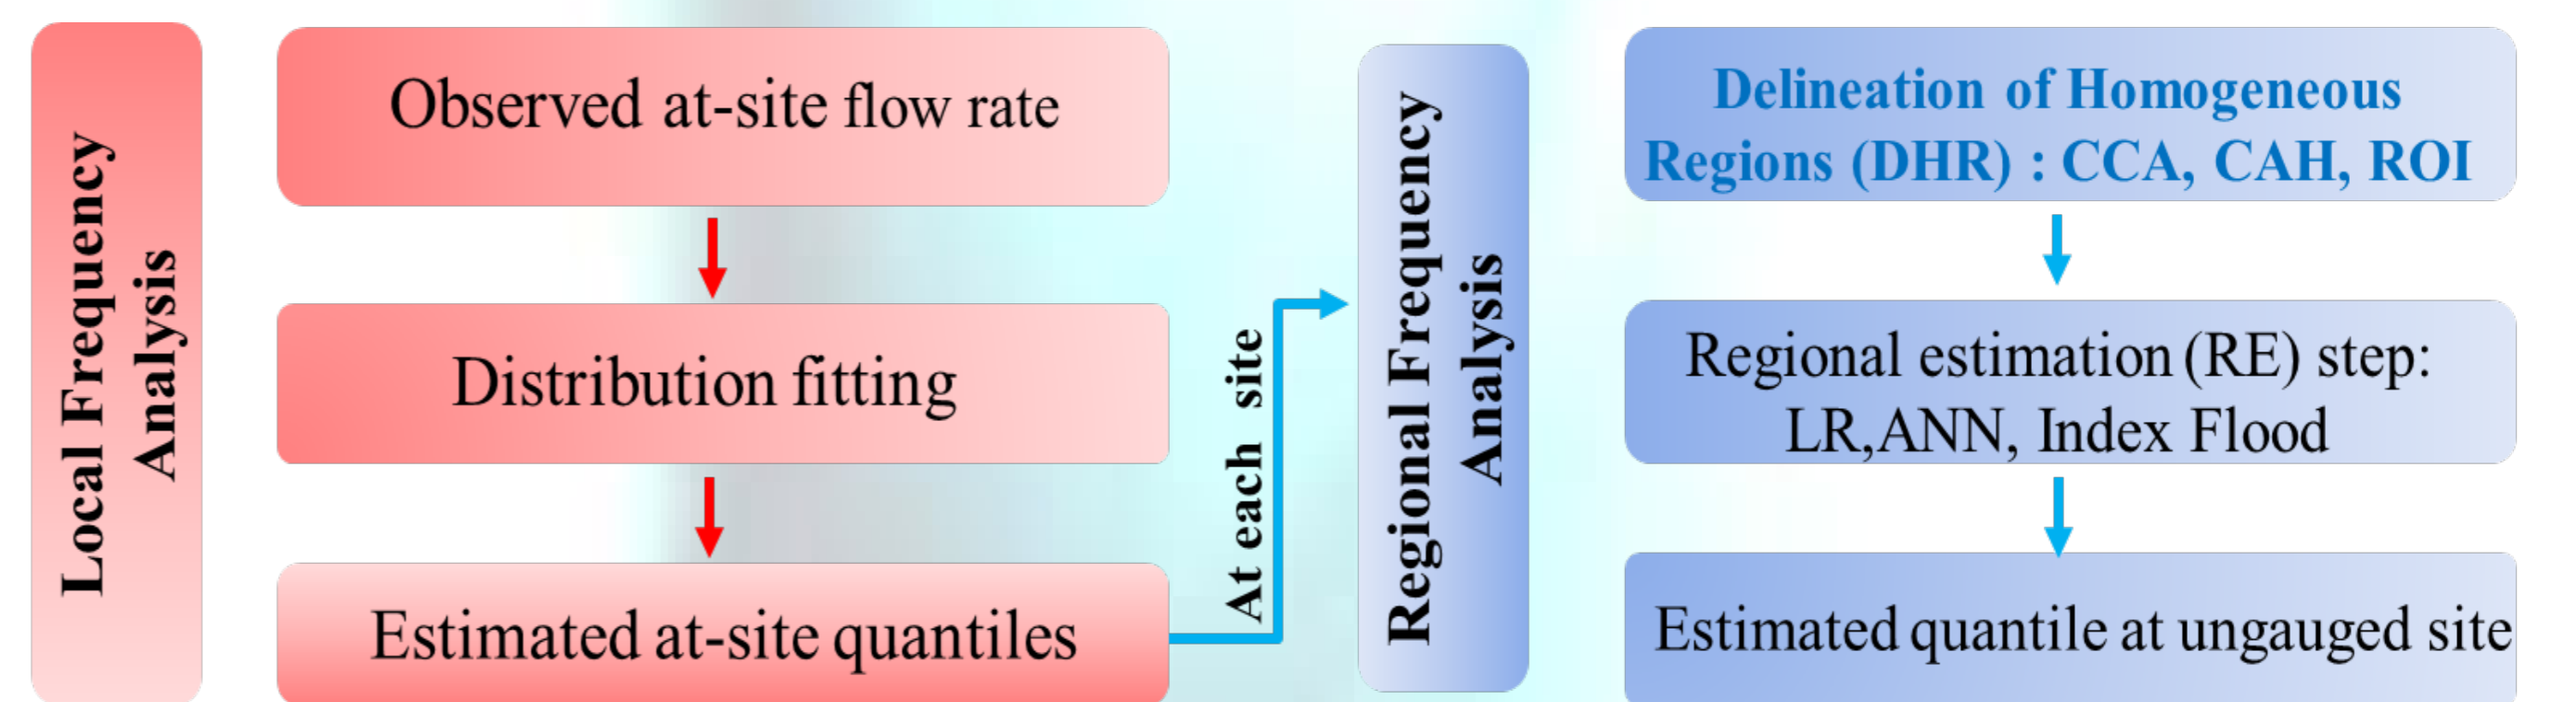 Local Frequency
Analysis
Observed at-site flow rate
Distribution fitting
Estimated at-site quantiles
At each site
Regional Frequency
Analysis
Delineation of Homogeneous
Regions (DHR) : CCA, CAH, ROI
Regional estimation (RE) step:
LR,ANN, Index Flood
Estimated quantile at ungauged site